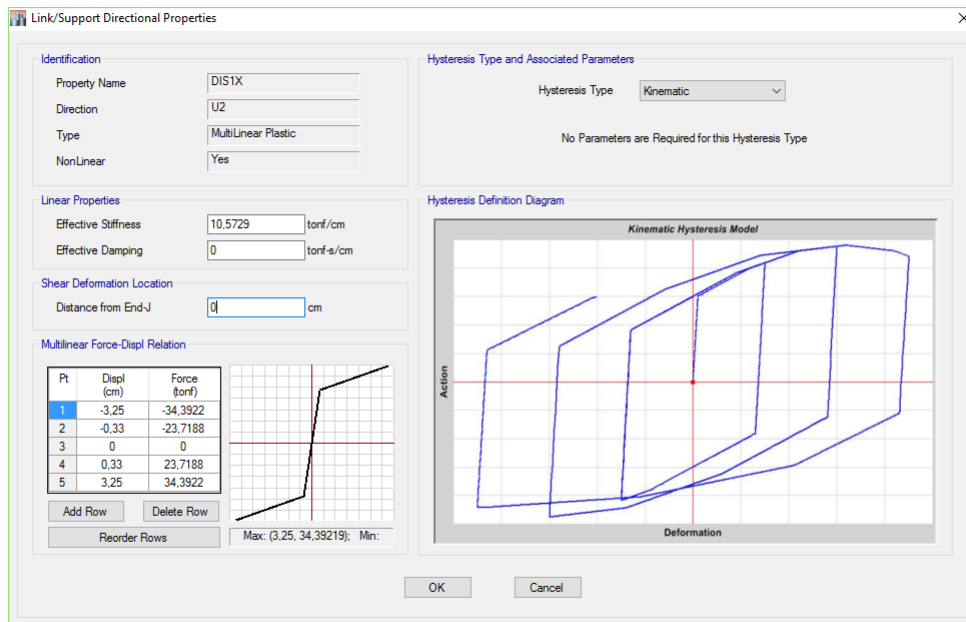 Link/Support Directional Properties
Identification
Property Name DIS1X
Direction U2
Type MultiLinear Plastic
NonLinear Yes
Linear Properties
Effective Stiffness 10,5729 tonf/cm
Effective Damping 0 tonf-s/cm
Shear Deformation Location
Distance from End-J 0 cm
Multilinear Force-Displ Relation
Pt Displ (cm) Force (tonf)
1 -3,25 -34,3922
2 -0,33 -23,7188
3 0 0
4 0,33 23,7188
5 3,25 34,3922
Add Row Delete Row
Reorder Rows
Max: (3,25, 34,39219); Min:
Hysteresis Type and Associated Parameters
Hysteresis Type Kinematic
No Parameters are Required for this Hysteresis Type
Hysteresis Definition Diagram
Kinematic Hysteresis Model
Action
Deformation
OK Cancel